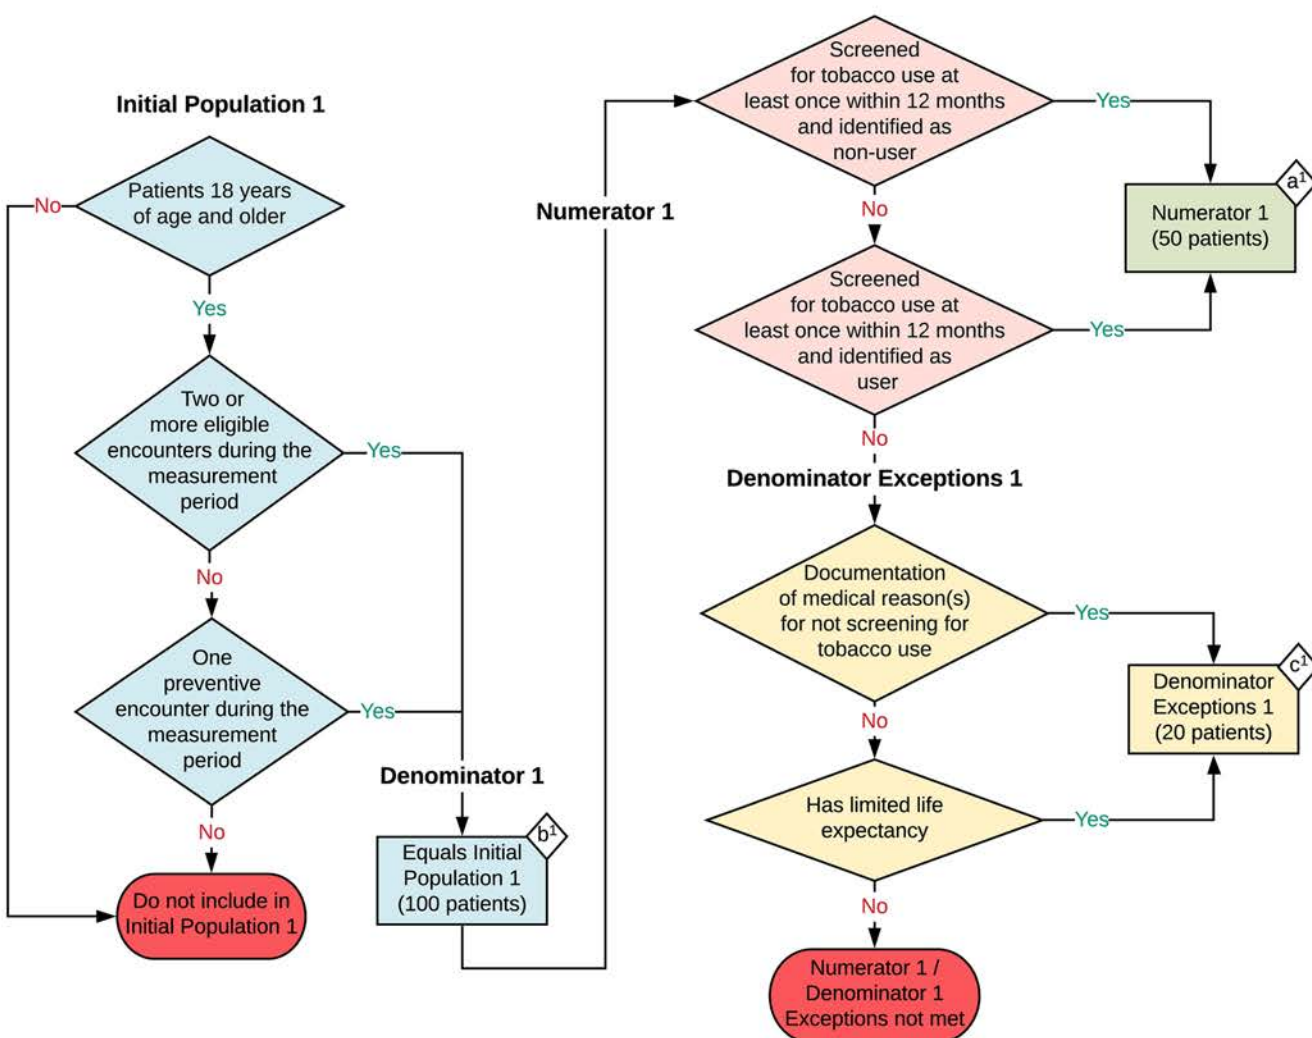 Initial Population 1
Patients 18 years
of age and older
No
Yes
Two or
more eligible
encounters during the
measurement
period
Yes
No
One
preventive
encounter during the
measurement
period
Yes
No
Do not include in
Initial Population 1
Denominator 1
b¹
Equals Initial
Population 1
(100 patients)
Numerator 1
Screened
for tobacco use at
least once within 12 months
and identified as
non-user
Yes
No
a¹
Numerator 1
(50 patients)
Screened
for tobacco use at
least once within 12 months
and identified as
user
Yes
No
Denominator Exceptions 1
Documentation
of medical reason(s)
for not screening for
tobacco use
Yes
No
c¹
Denominator
Exceptions 1
(20 patients)
Has limited life
expectancy
Yes
No
Numerator 1 /
Denominator 1
Exceptions not met